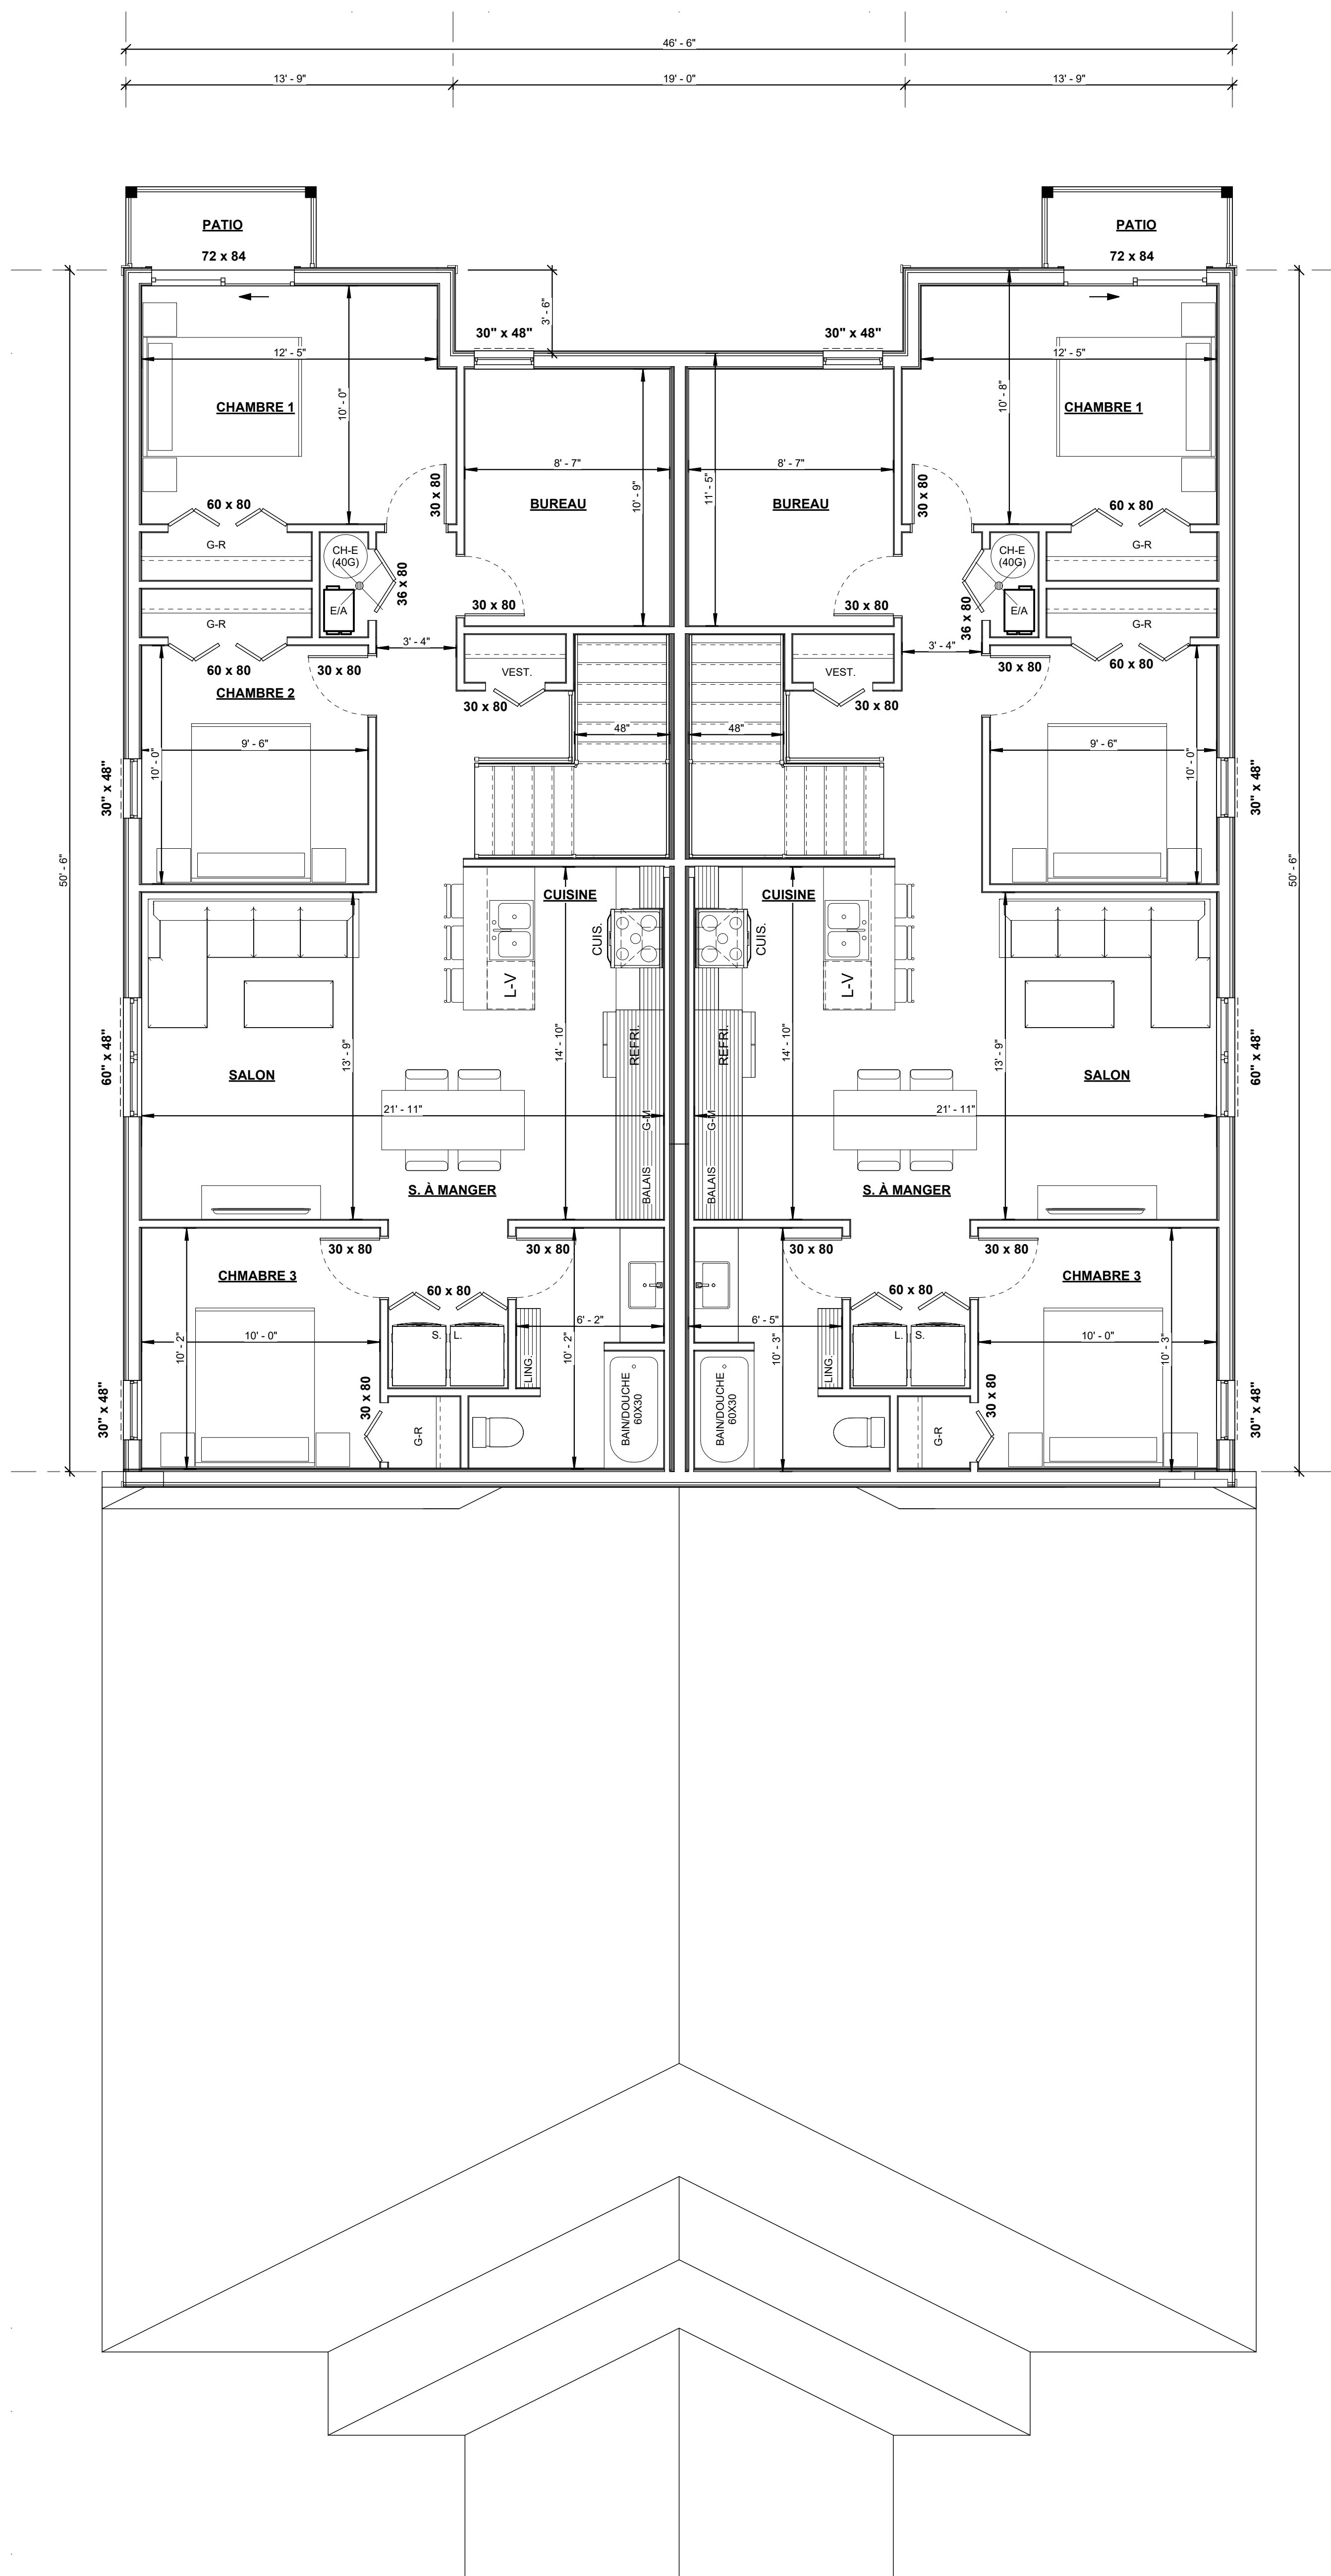 46' - 6"
13' - 9"
19' - 0"
13' - 9"
PATIO
PATIO
72 x 84
72 x 84
3' - 6"
30" x 48"
30" x 48"
12' - 5"
12' - 5"
10' - 0"
10' - 8"
CHAMBRE 1
CHAMBRE 1
8' - 7"
8' - 7"
10' - 9"
11' - 5"
30 x 80
30 x 80
60 x 80
BUREAU
BUREAU
60 x 80
G-R
CH-E
(40G)
CH-E
(40G)
G-R
36 x 80
36 x 80
E/A
E/A
30 x 80
30 x 80
G-R
G-R
3' - 4"
3' - 4"
60 x 80
30 x 80
VEST.
VEST.
30 x 80
60 x 80
CHAMBRE 2
30 x 80
30 x 80
48"
48"
9' - 6"
9' - 6"
10' - 0"
10' - 0"
30" x 48"
30" x 48"
50' - 6"
50' - 6"
CUISINE
CUISINE
CUIS.
CUIS.
L-V
L-V
REFRI.
REFRI.
14' - 10"
14' - 10"
13' - 9"
13' - 9"
60" x 48"
60" x 48"
SALON
SALON
21' - 11"
21' - 11"
G-M
G-M
BALAIS
BALAIS
S. À MANGER
S. À MANGER
30 x 80
30 x 80
30 x 80
30 x 80
CHMABRE 3
CHMABRE 3
60 x 80
60 x 80
6' - 2"
6' - 5"
10' - 0"
10' - 0"
S.
L.
L.
S.
10' - 2"
10' - 2"
10' - 3"
10' - 3"
LING.
LING.
30 x 80
30 x 80
30" x 48"
30" x 48"
BAIN/DOUCHE
60X30
BAIN/DOUCHE
60X30
G-R
G-R